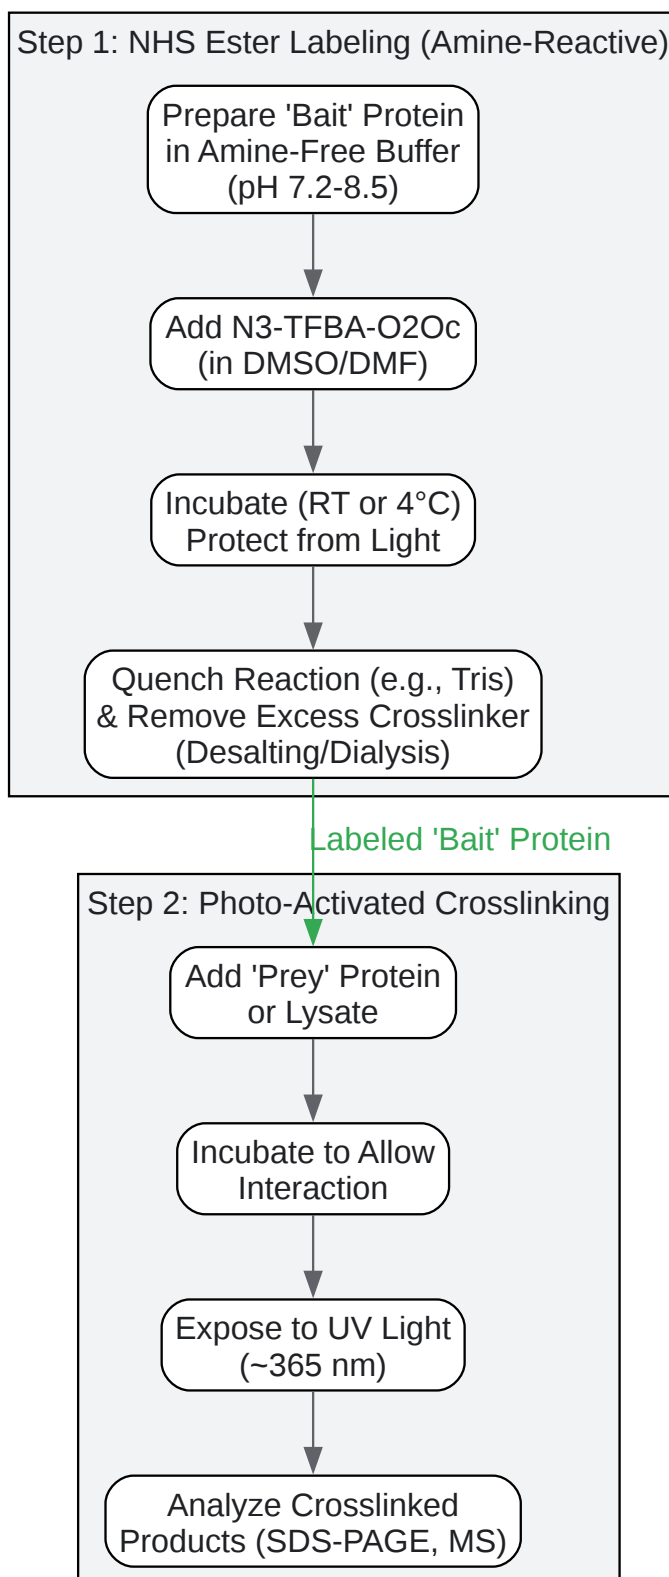 Step 1: NHS Ester Labeling (Amine-Reactive)
Prepare 'Bait' Protein
in Amine-Free Buffer
(pH 7.2-8.5)
Add N3-TFBA-O2Oc
(in DMSO/DMF)
Incubate (RT or 4°C)
Protect from Light
Quench Reaction (e.g., Tris)
& Remove Excess Crosslinker
(Desalting/Dialysis)
Labeled 'Bait' Protein
Step 2: Photo-Activated Crosslinking
Add 'Prey' Protein
or Lysate
Incubate to Allow
Interaction
Expose to UV Light
(~365 nm)
Analyze Crosslinked
Products (SDS-PAGE, MS)